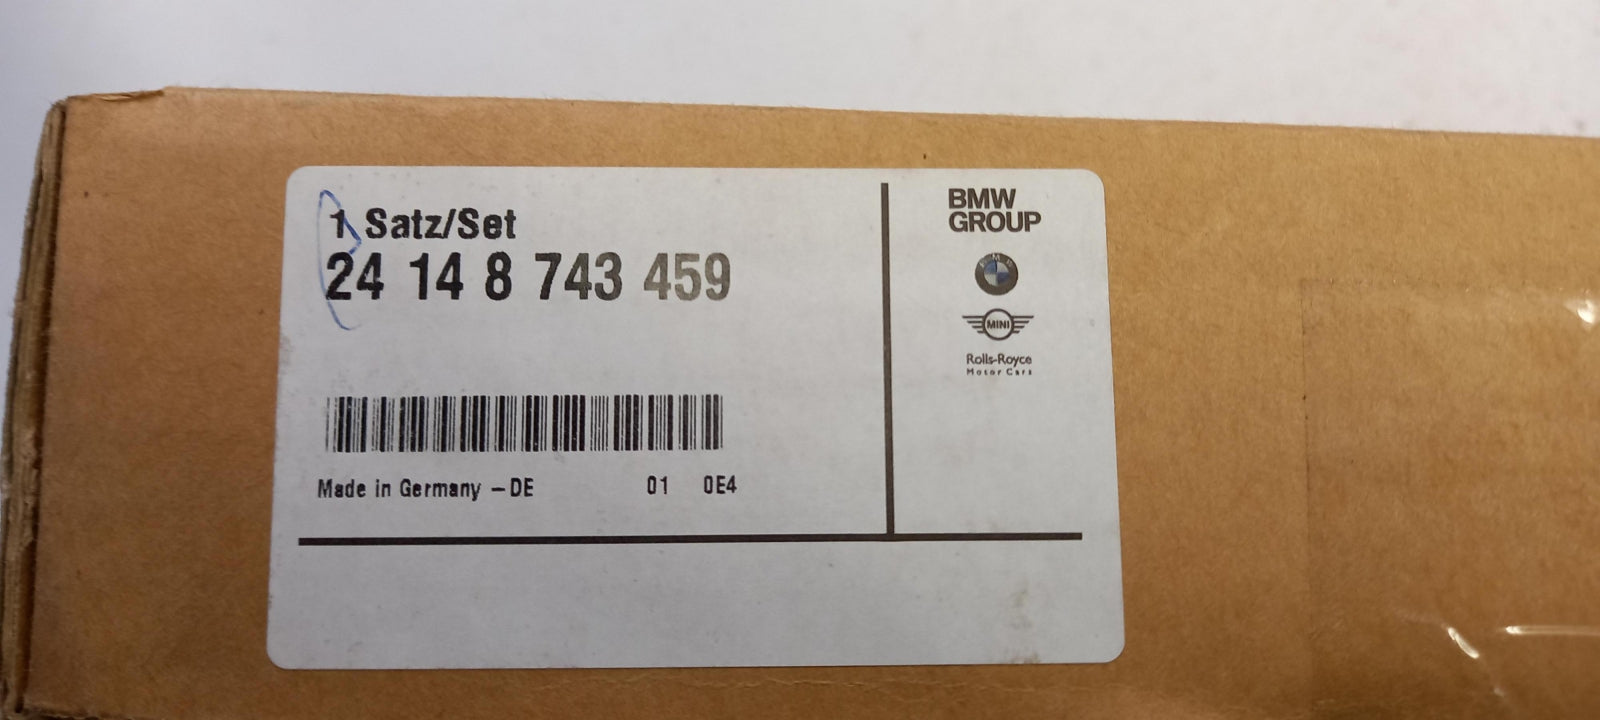 1 Satz/Set
24 14 8 743 459
Made in Germany – DE 01 0E4
BMW
GROUP
BMW
MINI
Rolls-Royce
Motor Cars